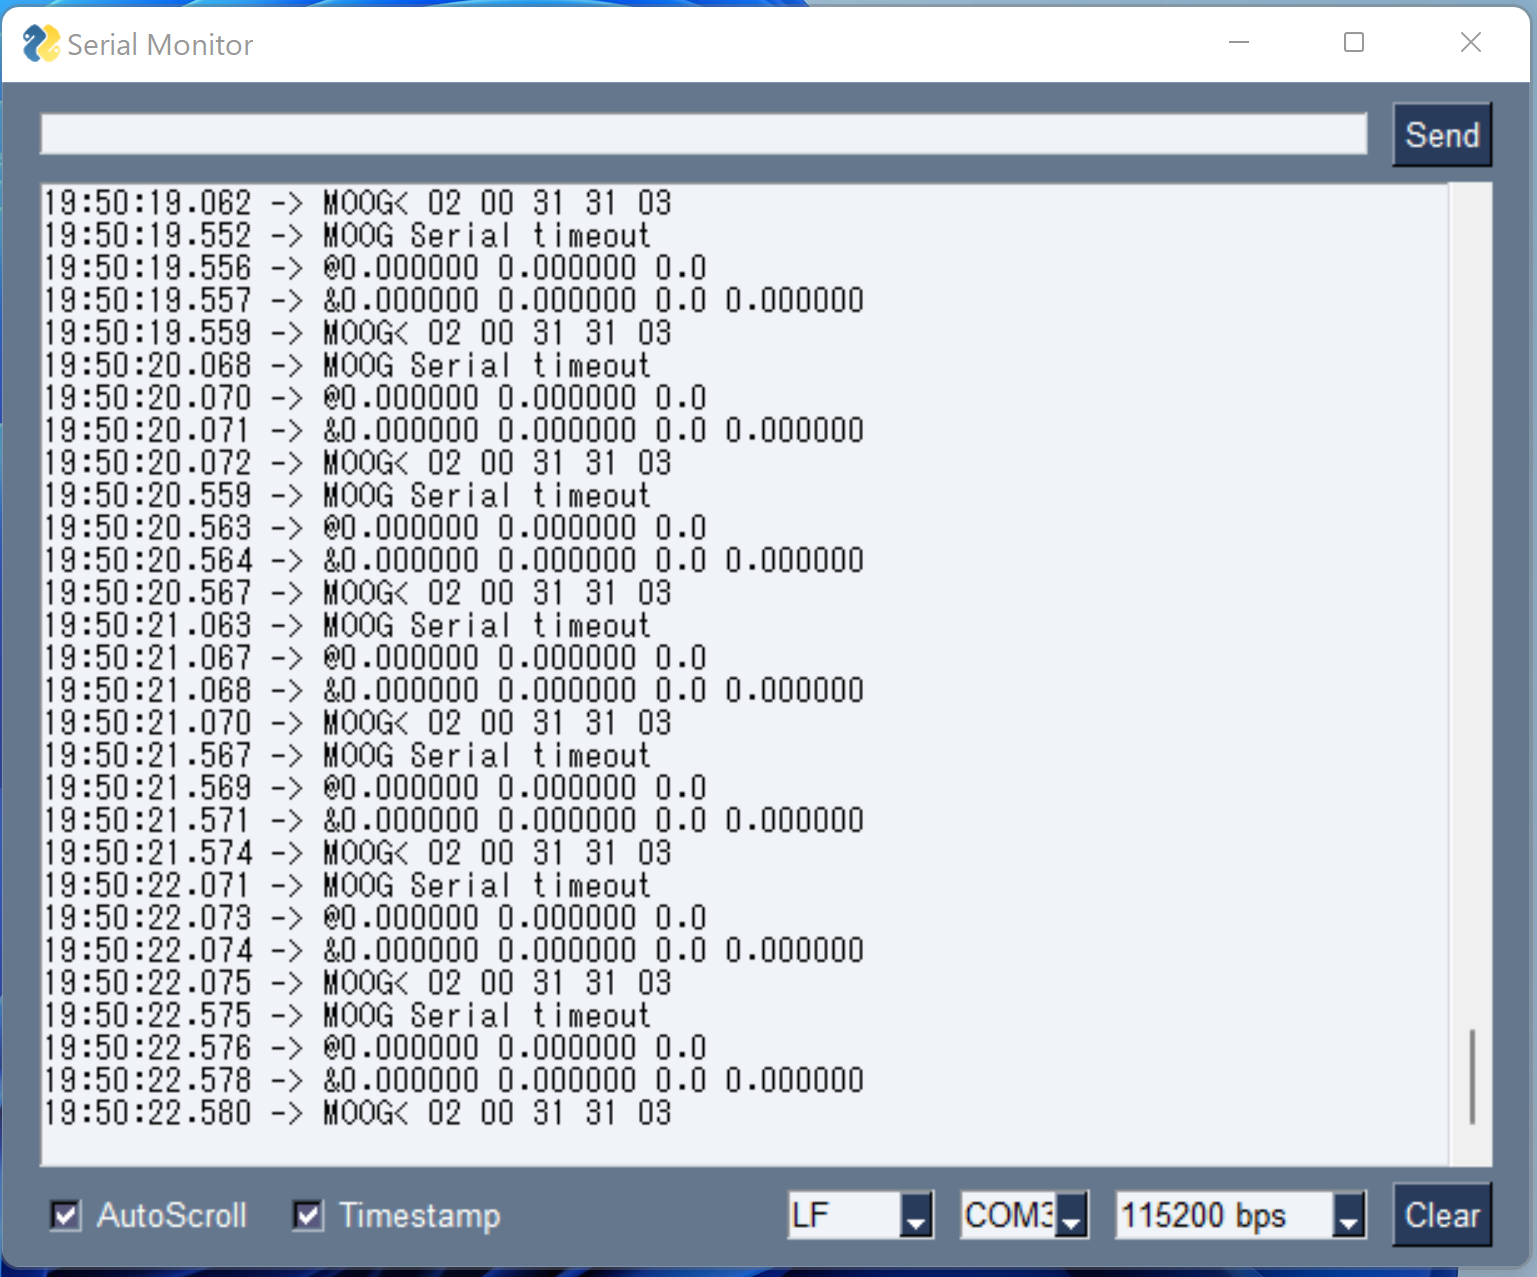 Serial Monitor
Send
19:50:19.062 -> MOOG< 02 00 31 31 03
19:50:19.552 -> MOOG Serial timeout
19:50:19.556 -> @0.000000 0.000000 0.0
19:50:19.557 -> &0.000000 0.000000 0.0 0.000000
19:50:19.559 -> MOOG< 02 00 31 31 03
19:50:20.068 -> MOOG Serial timeout
19:50:20.070 -> @0.000000 0.000000 0.0
19:50:20.071 -> &0.000000 0.000000 0.0 0.000000
19:50:20.072 -> MOOG< 02 00 31 31 03
19:50:20.559 -> MOOG Serial timeout
19:50:20.563 -> @0.000000 0.000000 0.0
19:50:20.564 -> &0.000000 0.000000 0.0 0.000000
19:50:20.567 -> MOOG< 02 00 31 31 03
19:50:21.063 -> MOOG Serial timeout
19:50:21.067 -> @0.000000 0.000000 0.0
19:50:21.068 -> &0.000000 0.000000 0.0 0.000000
19:50:21.070 -> MOOG< 02 00 31 31 03
19:50:21.567 -> MOOG Serial timeout
19:50:21.569 -> @0.000000 0.000000 0.0
19:50:21.571 -> &0.000000 0.000000 0.0 0.000000
19:50:21.574 -> MOOG< 02 00 31 31 03
19:50:22.071 -> MOOG Serial timeout
19:50:22.073 -> @0.000000 0.000000 0.0
19:50:22.074 -> &0.000000 0.000000 0.0 0.000000
19:50:22.075 -> MOOG< 02 00 31 31 03
19:50:22.575 -> MOOG Serial timeout
19:50:22.576 -> @0.000000 0.000000 0.0
19:50:22.578 -> &0.000000 0.000000 0.0 0.000000
19:50:22.580 -> MOOG< 02 00 31 31 03
AutoScroll Timestamp LF COM3 115200 bps Clear